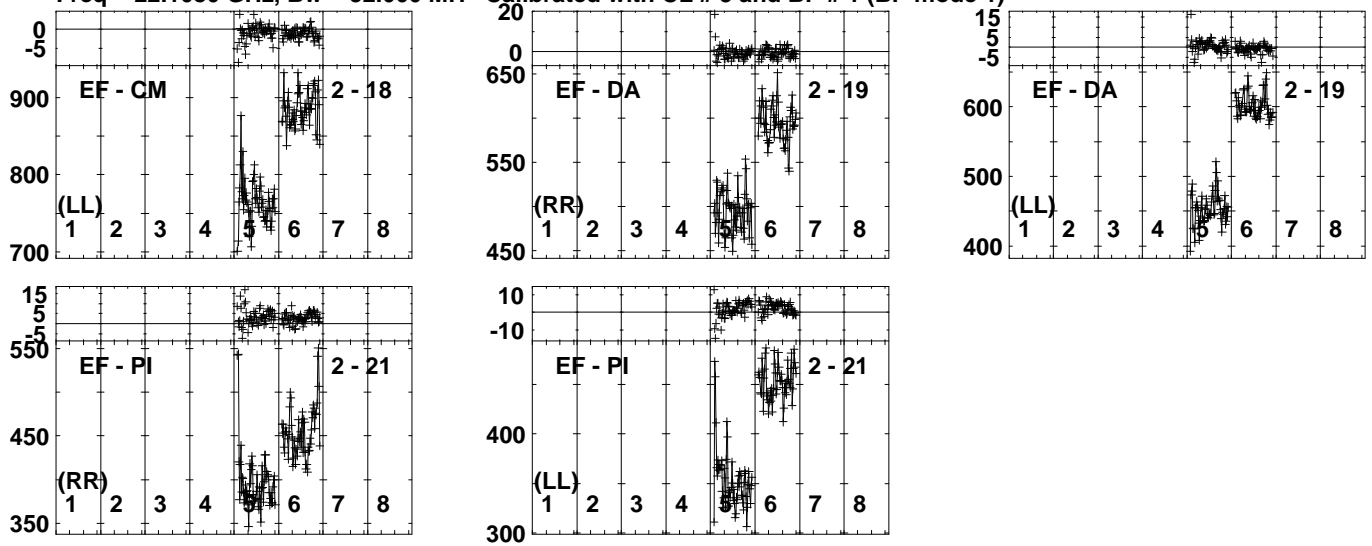 20
0
-5
0
15
5
-5
EF - CM
2 - 18
EF - DA
2 - 19
EF - DA
2 - 19
900
800
700
650
550
450
600
500
400
(LL)
(RR)
(LL)
1 2 3 4 5 6 7 8
1 2 3 4 5 6 7 8
1 2 3 4 5 6 7 8
15
5
-5
10
-10
EF - PI
2 - 21
EF - PI
2 - 21
550
450
350
400
300
(RR)
(LL)
1 2 3 4 5 6 7 8
1 2 3 4 5 6 7 8